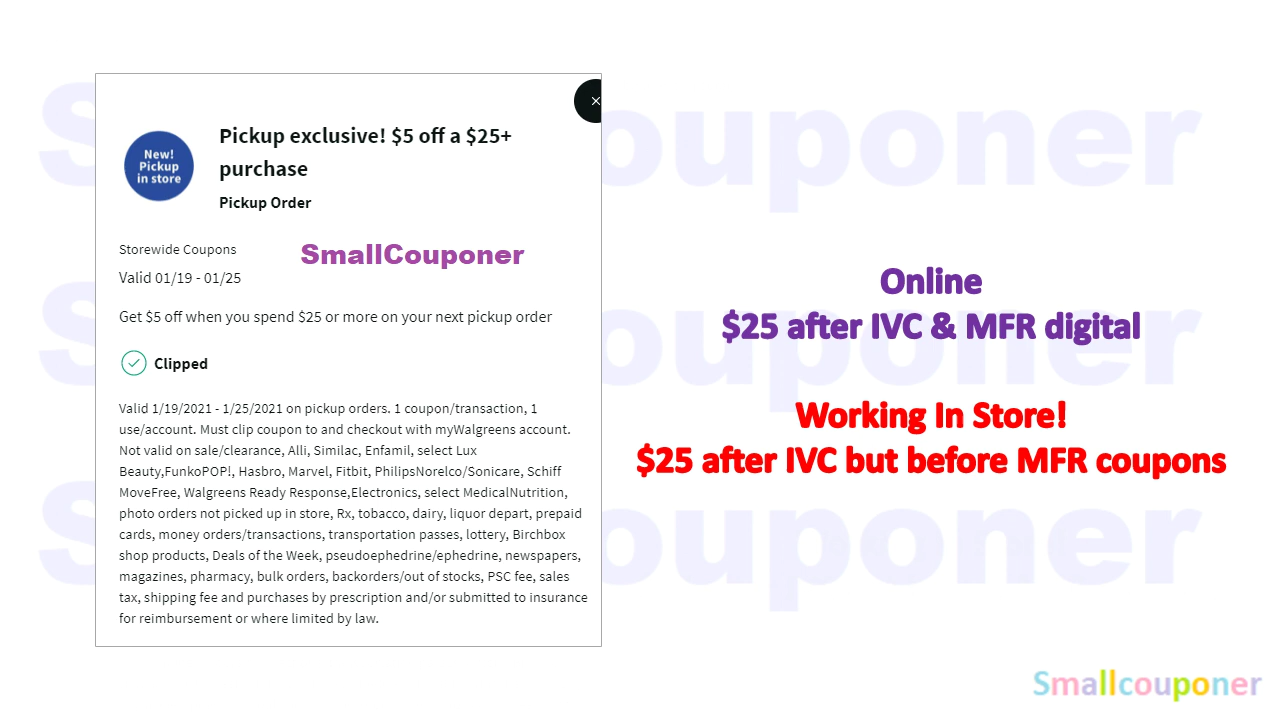 Pickup exclusive! $5 off a $25+
purchase
Pickup Order
New!
Pickup
in store
Storewide Coupons
SmallCouponer
Valid 01/19 - 01/25
Get $5 off when you spend $25 or more on your next pickup order
Clipped
Valid 1/19/2021 - 1/25/2021 on pickup orders. 1 coupon/transaction, 1
use/account. Must clip coupon to and checkout with myWalgreens account.
Not valid on sale/clearance, Alli, Similac, Enfamil, select Lux
Beauty,FunkoPOP!, Hasbro, Marvel, Fitbit, PhilipsNorelco/Sonicare, Schiff
MoveFree, Walgreens Ready Response,Electronics, select MedicalNutrition,
photo orders not picked up in store, Rx, tobacco, dairy, liquor depart, prepaid
cards, money orders/transactions, transportation passes, lottery, Birchbox
shop products, Deals of the Week, pseudoephedrine/ephedrine, newspapers,
magazines, pharmacy, bulk orders, backorders/out of stocks, PSC fee, sales
tax, shipping fee and purchases by prescription and/or submitted to insurance
for reimbursement or where limited by law.
Online
$25 after IVC & MFR digital
Working In Store!
$25 after IVC but before MFR coupons
S ouponer
S ouponer
S ouponer
Smallcouponer